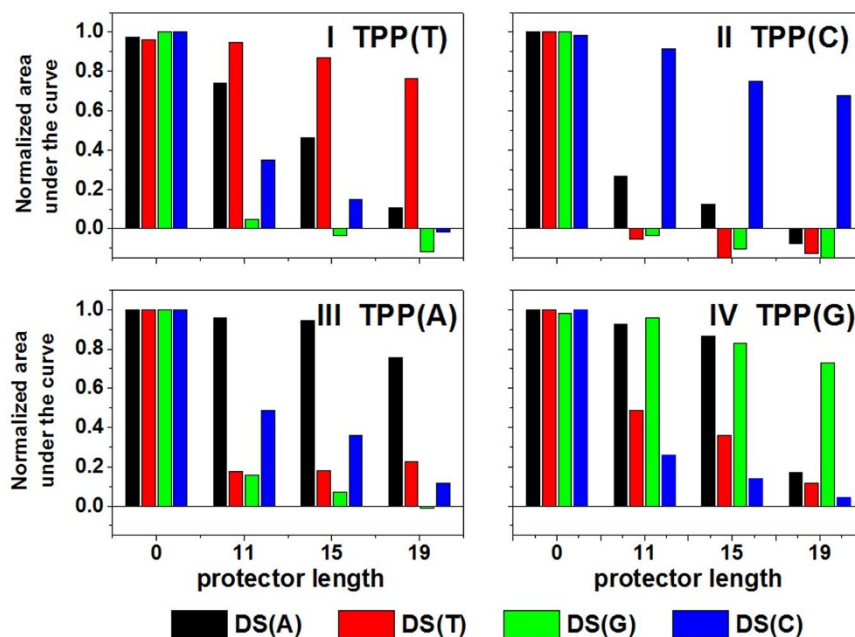 I TPP(T)
II TPP(C)
Normalized area
under the curve
1.0
0.8
0.6
0.4
0.2
0.0
III TPP(A)
IV TPP(G)
Normalized area
under the curve
1.0
0.8
0.6
0.4
0.2
0.0
0 11 15 19
0 11 15 19
protector length
protector length
DS(A) DS(T) DS(G) DS(C)